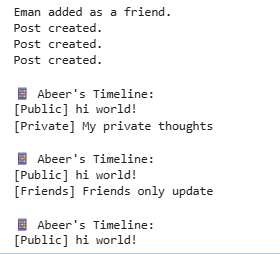 Eman added as a friend.
Post created.
Post created.
Post created.
Abeer's Timeline:
[Public] hi world!
[Private] My private thoughts
Abeer's Timeline:
[Public] hi world!
[Friends] Friends only update
Abeer's Timeline:
[Public] hi world!